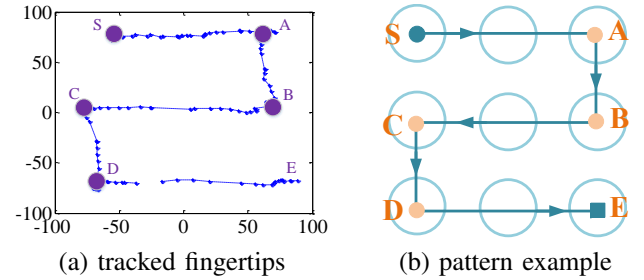 100
50
0
-50
-100
-100 -50 0 50 100
S A
C B
D E
(a) tracked fingertips
S A
C B
D E
(b) pattern example